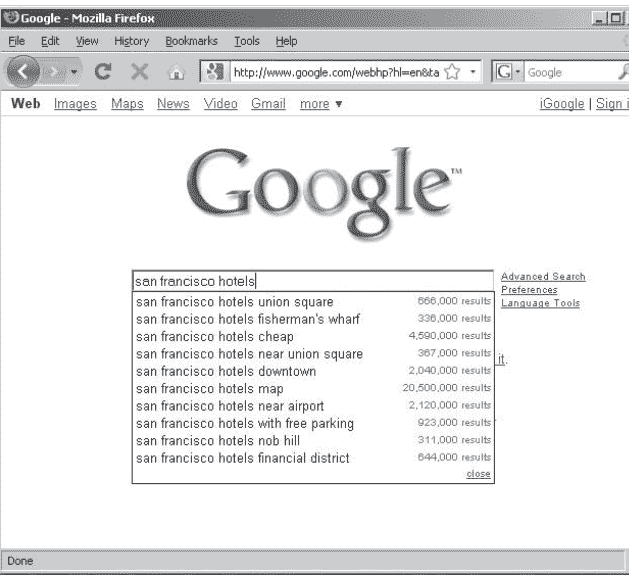 Google - Mozilla Firefox
File Edit View History Bookmarks Tools Help
http://www.google.com/webhp?hl=en&ta G Google
Web Images Maps News Video Gmail more ▼ iGoogle | Sign i
Google™
san francisco hotels Advanced Search
Preferences
san francisco hotels union square 666,000 results Language Tools
san francisco hotels fisherman's wharf 336,000 results
san francisco hotels cheap 4,590,000 results
san francisco hotels near union square 367,000 results it.
san francisco hotels downtown 2,040,000 results
san francisco hotels map 20,500,000 results
san francisco hotels near airport 2,120,000 results
san francisco hotels with free parking 923,000 results
san francisco hotels nob hill 311,000 results
san francisco hotels financial district 644,000 results
close
Done